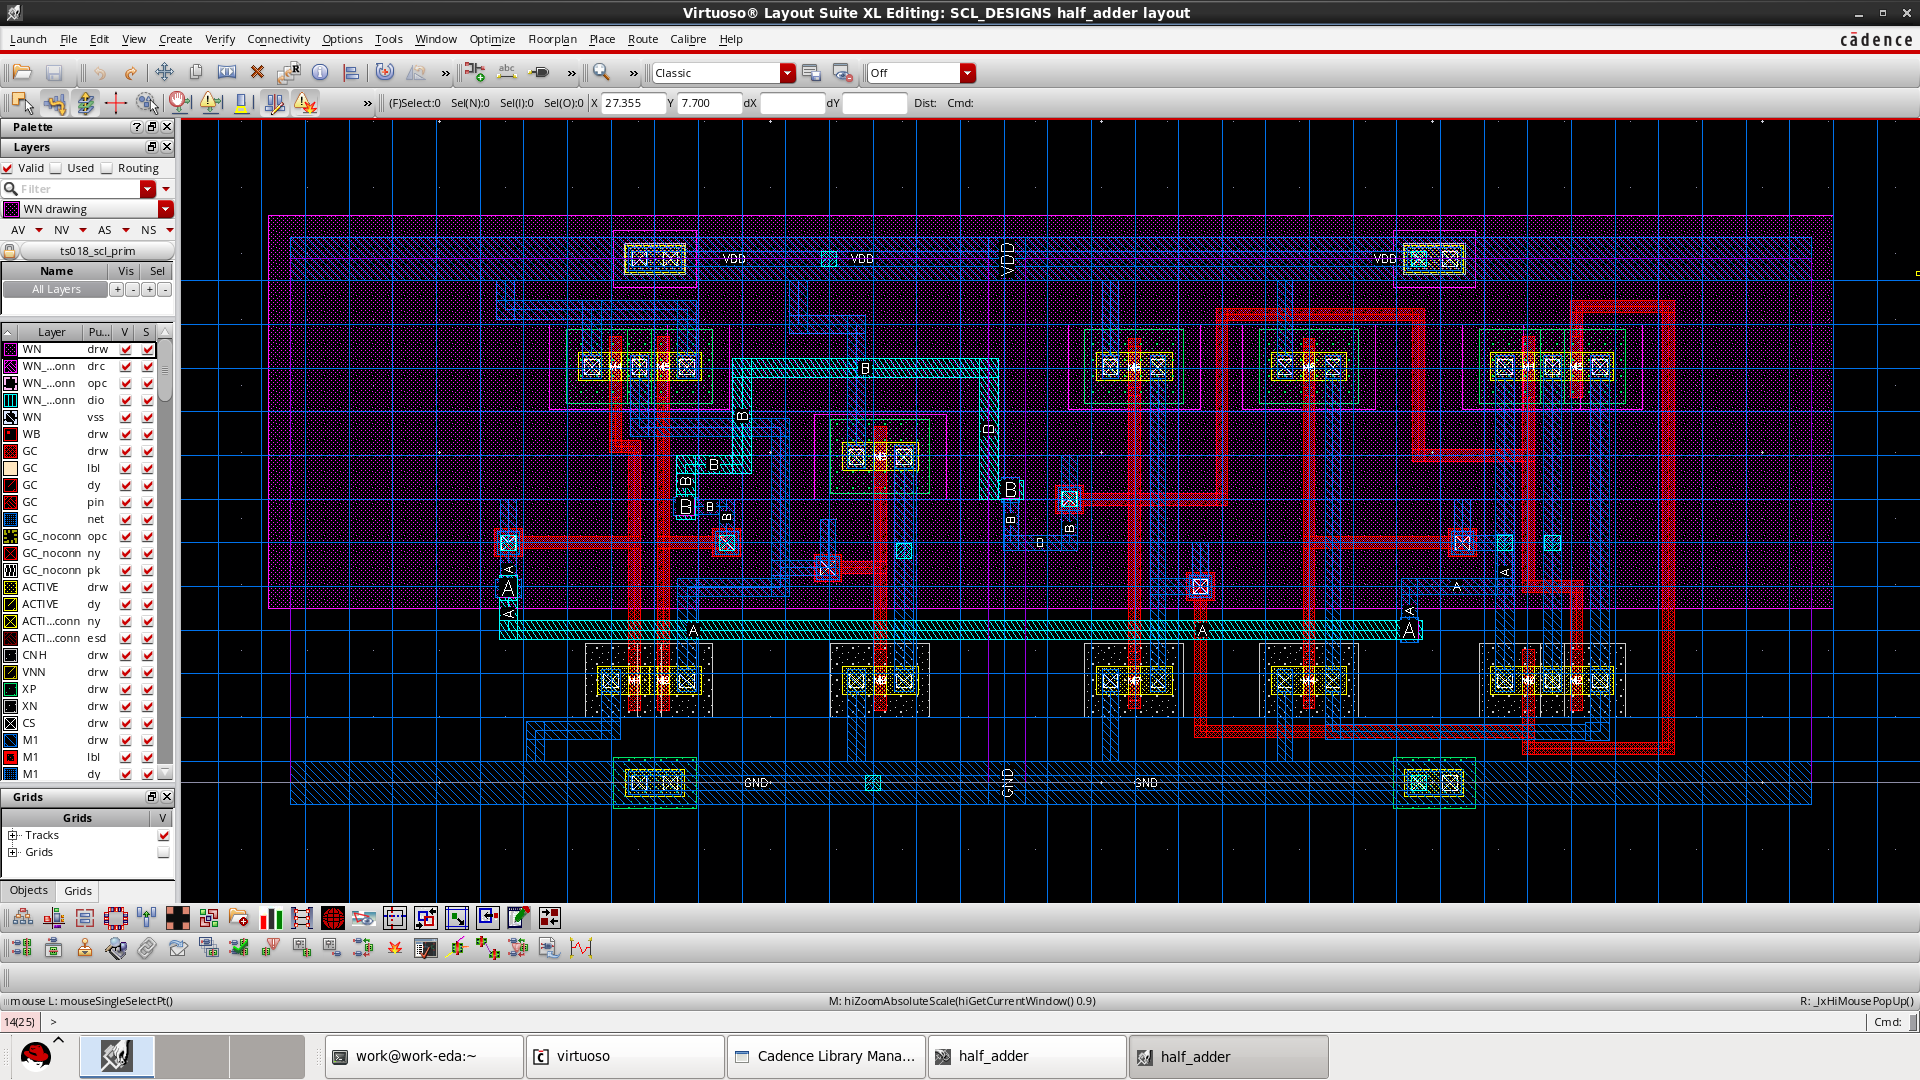 Virtuoso® Layout Suite XL Editing: SCL_DESIGNS half_adder layout
Launch File Edit View Create Verify Connectivity Options Tools Window Optimize Floorplan Place Route Calibre Help
cādence
» » » Classic Off
» (F)Select:0 Sel(N):0 Sel(I):0 Sel(O):0 X 27.355 Y 7.700 dX dY Dist: Cmd:
Palette
Layers
Valid Used Routing
Filter
WN drawing
AV NV AS NS
ts018_scl_prim
Name Vis Sel
All Layers + - + -
Layer Pu... V S
WN drw
WN_...onn drc
WN_...onn opc
WN_...onn dio
WN vss
WB drw
GC drw
GC lbl
GC dy
GC pin
GC net
GC_noconn opc
GC_noconn ny
GC_noconn pk
ACTIVE drw
ACTIVE dy
ACTI...conn ny
ACTI...conn esd
CNH drw
VNN drw
XP drw
XN drw
CS drw
M1 drw
M1 lbl
M1 dy
Grids
Grids V
Tracks
Grids
Objects Grids
VDD VDD VDD VDD
B
B
B
B
B B
B
B
B
B
A
A
A
A
A
A
A
A
A
GND GND GND
mouse L: mouseSingleSelectPt() M: hiZoomAbsoluteScale(hiGetCurrentWindow() 0.9) R: _lxHiMousePopUp()
14(25) > Cmd:
work@work-eda:~ virtuoso Cadence Library Mana... half_adder half_adder